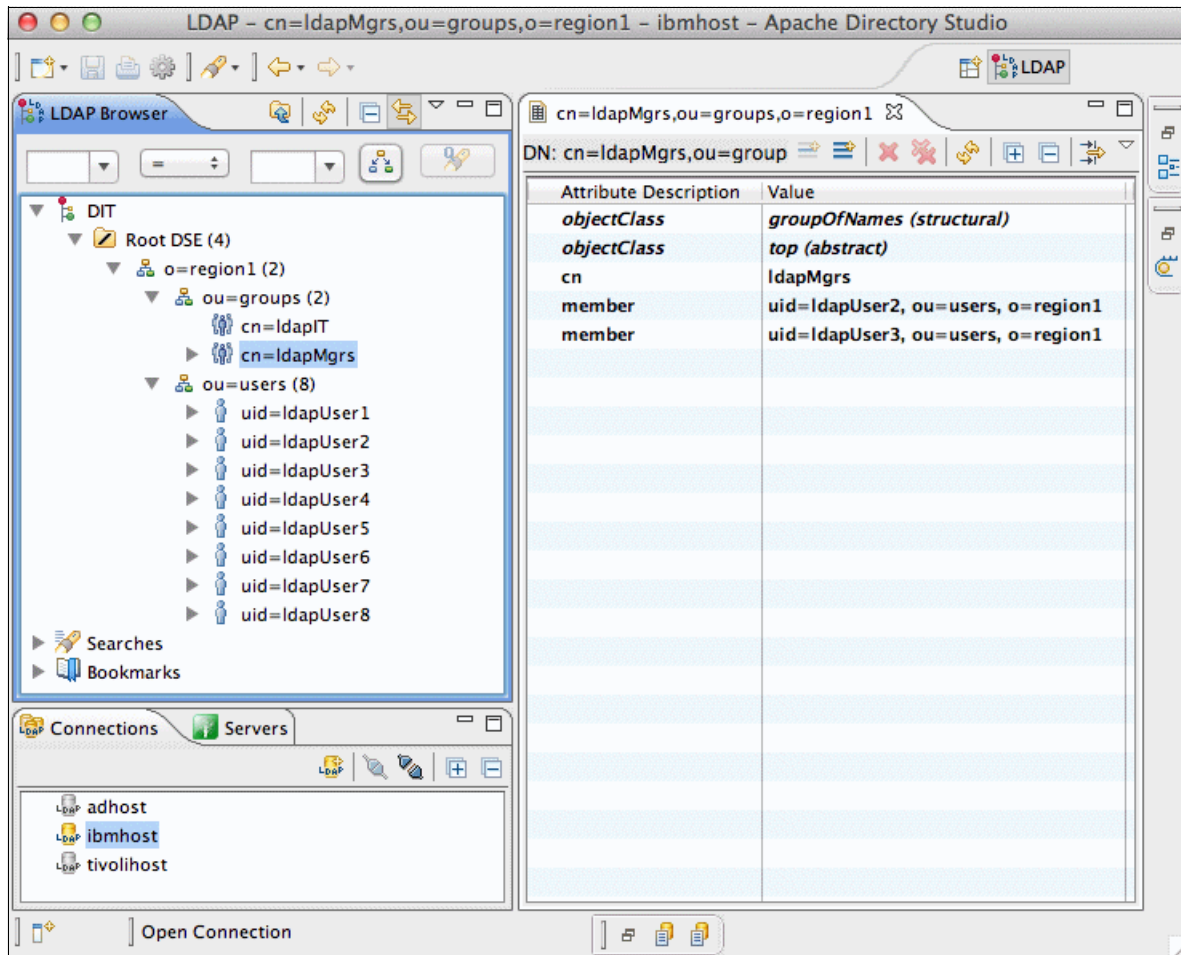 LDAP – cn=ldapMgrs,ou=groups,o=region1 – ibmhost – Apache Directory Studio
LDAP
LDAP Browser
=
DIT
Root DSE (4)
o=region1 (2)
ou=groups (2)
cn=ldapIT
cn=ldapMgrs
ou=users (8)
uid=ldapUser1
uid=ldapUser2
uid=ldapUser3
uid=ldapUser4
uid=ldapUser5
uid=ldapUser6
uid=ldapUser7
uid=ldapUser8
Searches
Bookmarks
cn=ldapMgrs,ou=groups,o=region1
DN: cn=ldapMgrs,ou=group
Attribute Description Value
objectClass groupOfNames (structural)
objectClass top (abstract)
cn ldapMgrs
member uid=ldapUser2, ou=users, o=region1
member uid=ldapUser3, ou=users, o=region1
Connections Servers
LDAP
LDAP adhost
LDAP ibmhost
LDAP tivolihost
Open Connection